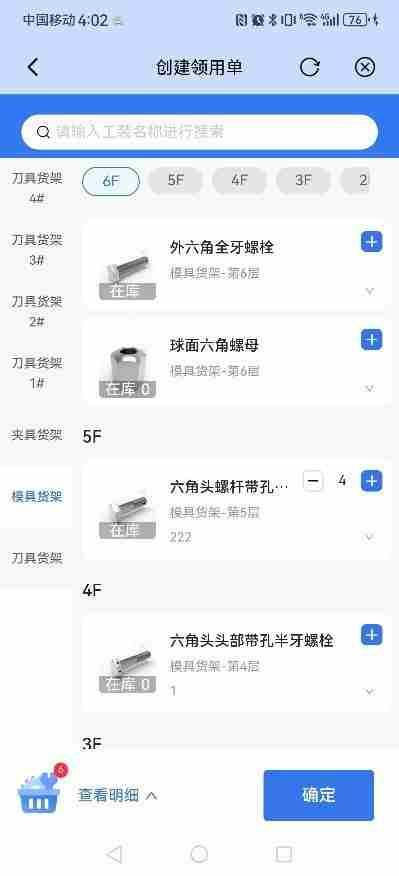 中国移动 4:02 76
创建领用单
请输入工装名称进行搜索
刀具货架
4#
刀具货架
3#
刀具货架
2#
刀具货架
1#
夹具货架
模具货架
刀具货架
6F 5F 4F 3F 2
外六角全牙螺栓
模具货架-第6层
在库
球面六角螺母
模具货架-第6层
在库 0
5F
六角头螺杆带孔… 4
模具货架-第5层
222
在库
4F
六角头头部带孔半牙螺栓
模具货架-第4层
1
在库 0
3F
6
查看明细
确定